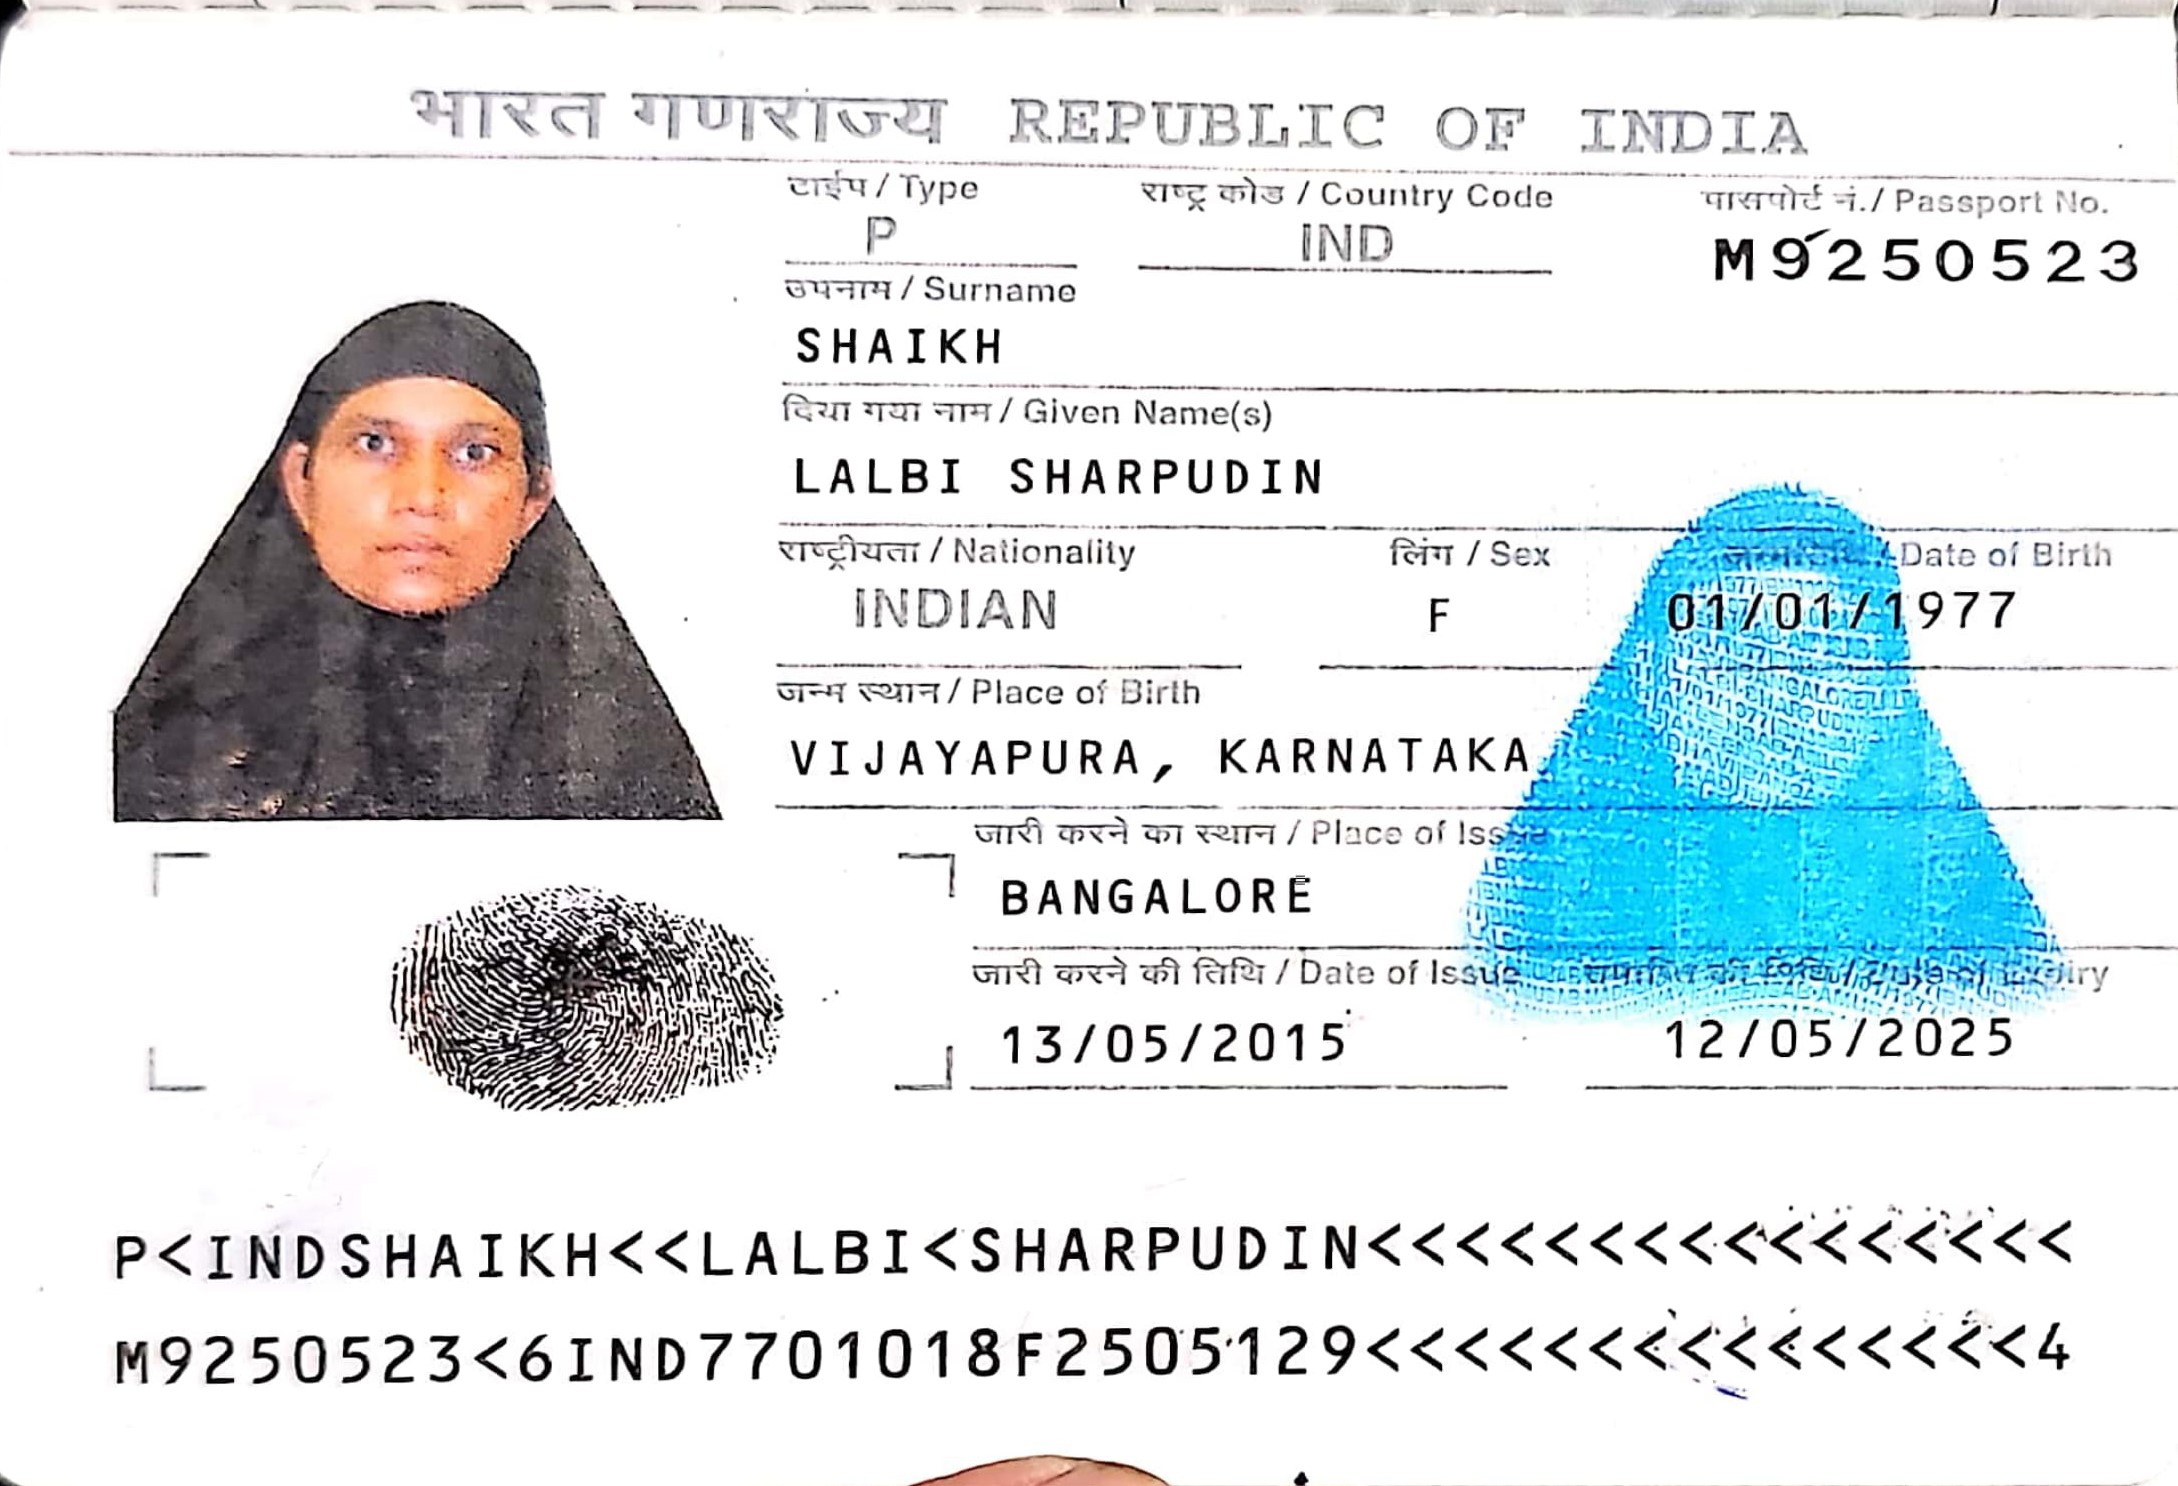 भारत गणराज्य REPUBLIC OF INDIA
टाईप / Type
राष्ट्र कोड / Country Code
पासपोर्ट नं./ Passport No.
P
IND
M9250523
उपनाम / Surname
SHAIKH
दिया गया नाम / Given Name(s)
LALBI SHARPUDIN
राष्ट्रीयता / Nationality
लिंग / Sex
जन्मतिथि / Date of Birth
INDIAN
F
01/01/1977
जन्म स्थान / Place of Birth
VIJAYAPURA, KARNATAKA
जारी करने का स्थान / Place of Issue
BANGALORE
जारी करने की तिथि / Date of Issue
समाप्ति की तिथि / Date of Expiry
13/05/2015
12/05/2025
P<INDSHAIKH<<LALBI<SHARPUDIN<<<<<<<<<<<<<<<<
M9250523<6IND7701018F2505129<<<<<<<<<<<<<<<4